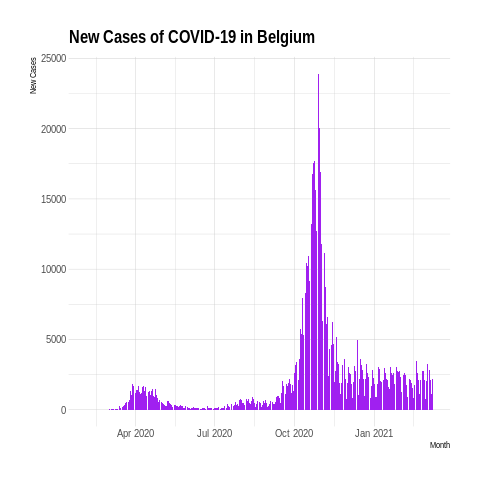 New Cases of COVID-19 in Belgium
New Cases
25000
20000
15000
10000
5000
0
Apr 2020
Jul 2020
Oct 2020
Jan 2021
Month